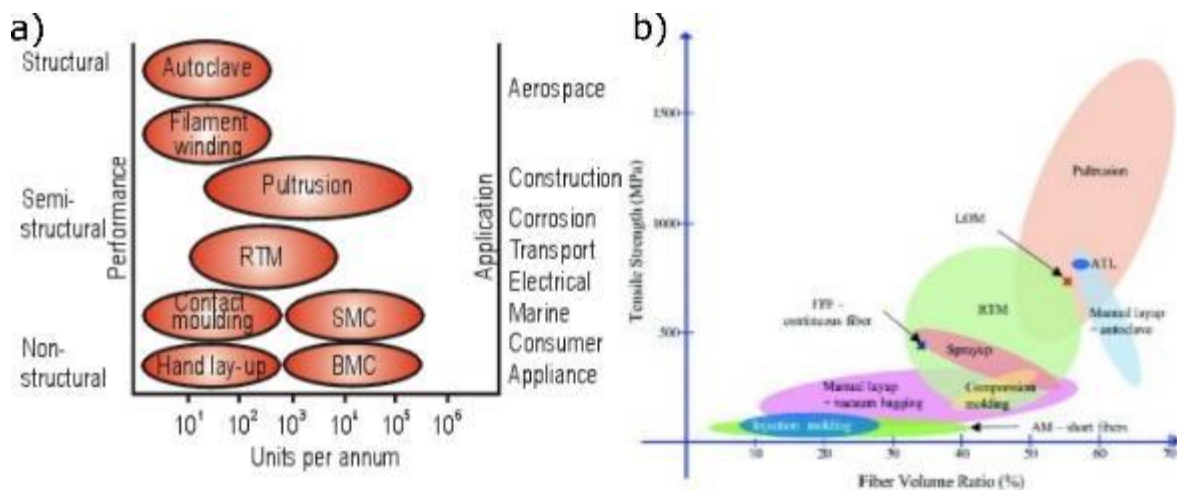 a)
Structural
Autoclave
Filament
winding
Pultrusion
Semi-
structural
RTM
Contact
moulding
SMC
Non-
structural
Hand lay-up
BMC
Performance
Application
Aerospace
Construction
Corrosion
Transport
Electrical
Marine
Consumer
Appliance
10¹ 10² 10³ 10⁴ 10⁵ 10⁶
Units per annum
b)
Tensile Strength (MPa)
1500
1000
500
Pultrusion
LOM
ATL
RTM
Manual layup
- autoclave
FFF -
continuous fiber
Sprayup
Manual layup
+ vacuum bagging
Compression
molding
Injection molding
AM - short fibers
10 20 30 40 50 60 70
Fiber Volume Ratio (%)